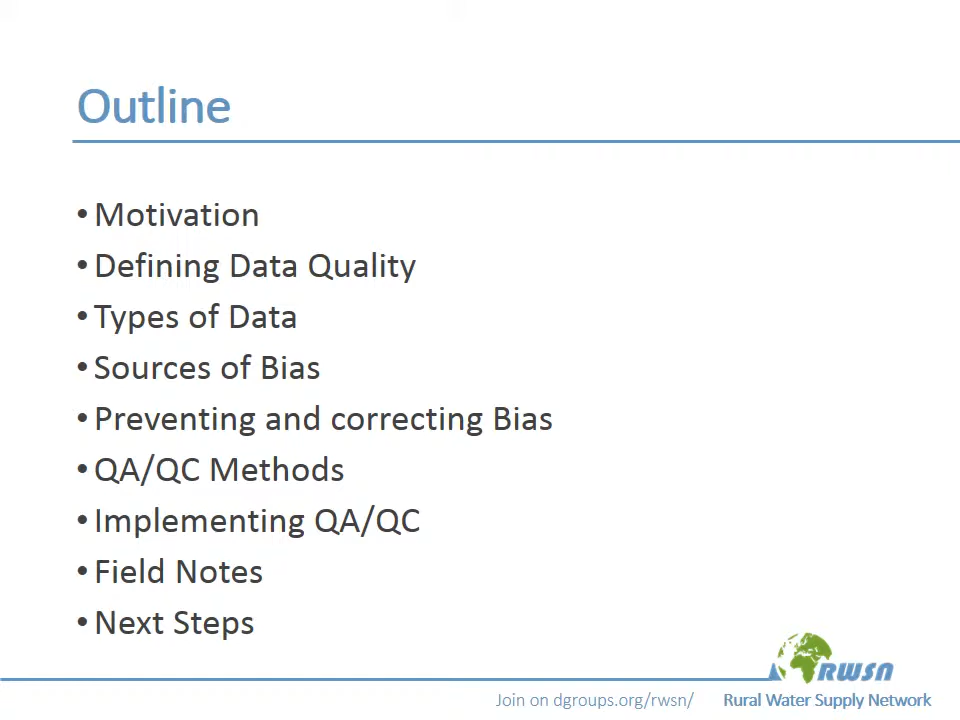 Outline
• Motivation
• Defining Data Quality
• Types of Data
• Sources of Bias
• Preventing and correcting Bias
• QA/QC Methods
• Implementing QA/QC
• Field Notes
• Next Steps
RWSN
Join on dgroups.org/rwsn/ Rural Water Supply Network